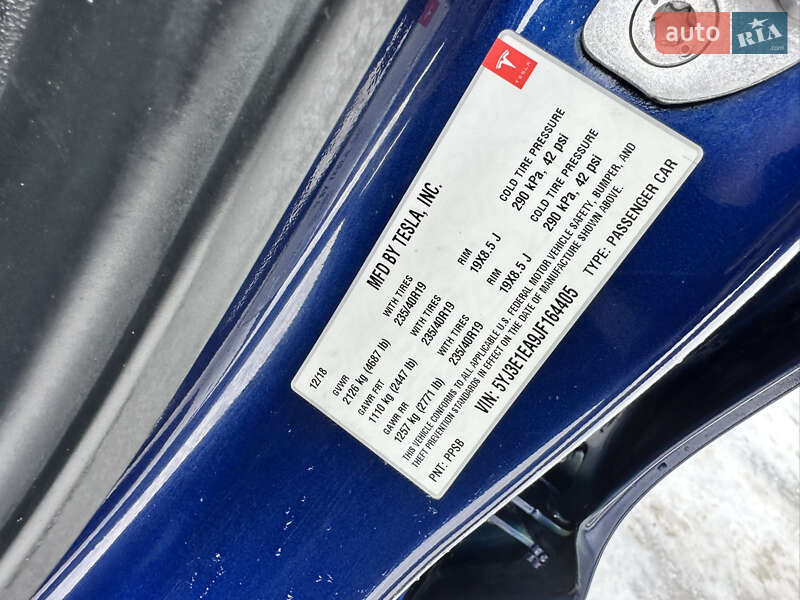 auto RIA .com
TESLA
MFD BY TESLA, INC.
12/18
GVWR
2126 kg (4687 lb)
GAWR FRT WITH TIRES RIM COLD TIRE PRESSURE
1110 kg (2447 lb) 235/40R19 19X8.5 J 290 kPa, 42 psi
GAWR RR WITH TIRES RIM COLD TIRE PRESSURE
1257 kg (2771 lb) 235/40R19 19X8.5 J 290 kPa, 42 psi
WITH TIRES
235/40R19
THIS VEHICLE CONFORMS TO ALL APPLICABLE U.S. FEDERAL MOTOR VEHICLE SAFETY, BUMPER, AND
THEFT PREVENTION STANDARDS IN EFFECT ON THE DATE OF MANUFACTURE SHOWN ABOVE.
VIN: 5YJ3E1EA9JF164405 TYPE: PASSENGER CAR
PNT: PPSB